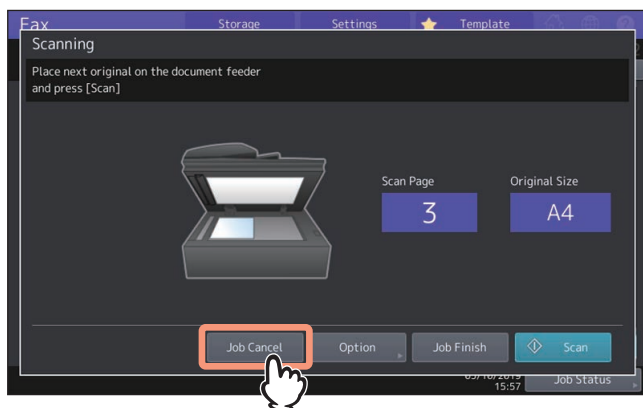 Fax
Storage
Settings
Template
Scanning
Place next original on the document feeder
and press [Scan]
Scan Page
Original Size
3
A4
Job Cancel
Option
Job Finish
Scan
15:57
Job Status